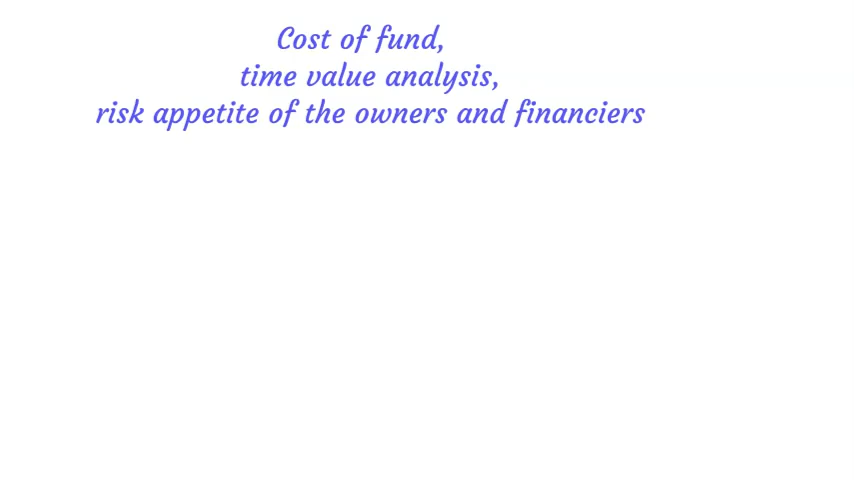 Cost of fund,
time value analysis,
risk appetite of the owners and financiers